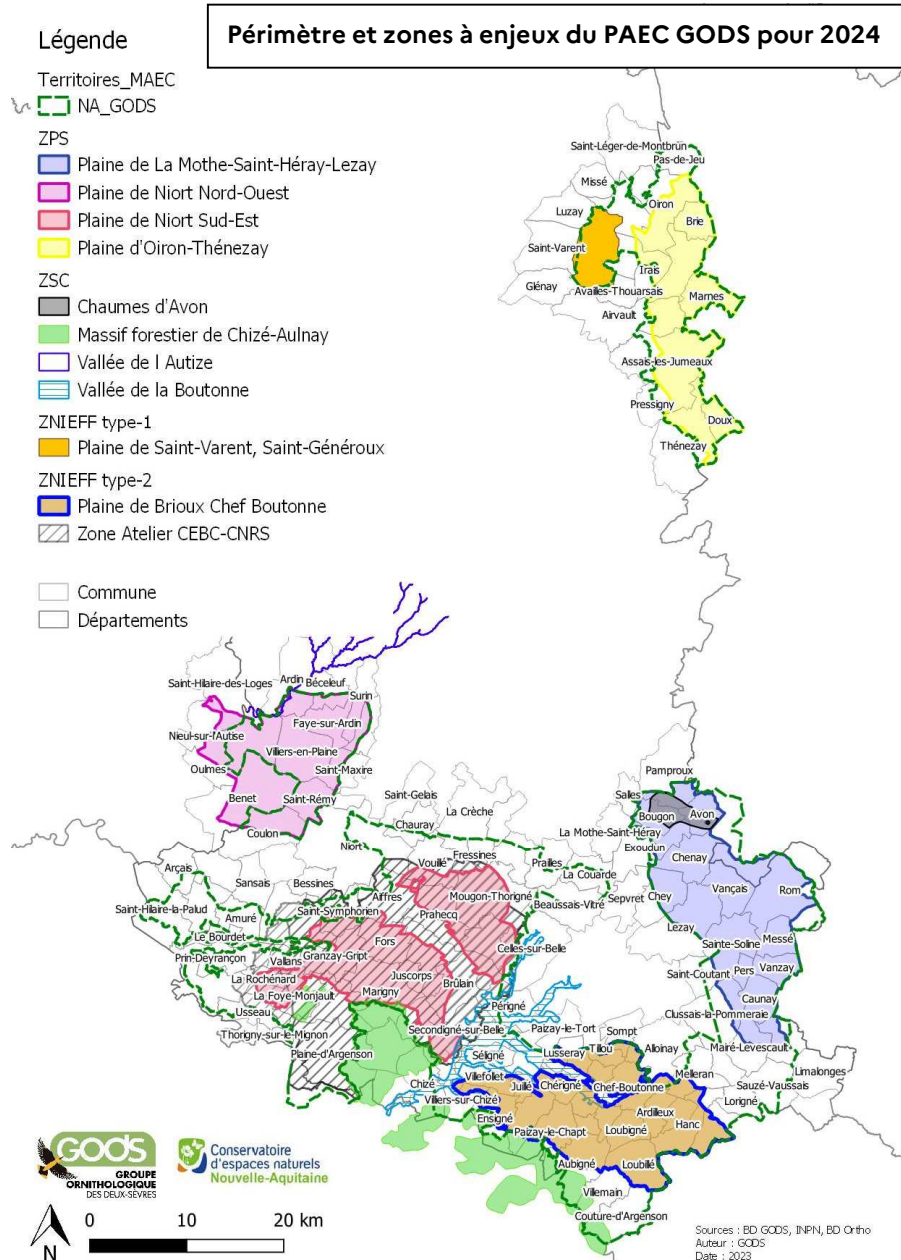 Périmètre et zones à enjeux du PAEC GODS pour 2024
Légende
Territoires_MAEC
NA_GODS
ZPS
Plaine de La Mothe-Saint-Héray-Lezay
Plaine de Niort Nord-Ouest
Plaine de Niort Sud-Est
Plaine d'Oiron-Thénezay
ZSC
Chaumes d'Avon
Massif forestier de Chizé-Aulnay
Vallée de l Autize
Vallée de la Boutonne
ZNIEFF type-1
Plaine de Saint-Varent, Saint-Généroux
ZNIEFF type-2
Plaine de Brioux Chef Boutonne
Zone Atelier CEBC-CNRS
Commune
Départements
Saint-Léger-de-Montbrun
Pas-de-Jeu
Missé
Oiron
Luzay
Brie
Saint-Varent
Irais
Glénay
Availles-Thouarsais
Marnes
Airvault
Assais-les-Jumeaux
Pressigny
Doux
Thénezay
Saint-Hilaire-des-Loges
Ardin
Béceleuf
Surin
Faye-sur-Ardin
Nieul-sur-l'Autise
Villiers-en-Plaine
Oulmes
Saint-Maxire
Benet
Saint-Rémy
Coulon
Saint-Gelais
La Crèche
Chauray
Niort
Pamproux
Salles
Bougon
Avon
La Mothe-Saint-Héray
Exoudun
Chenay
Vouillé
Fressines
Prailles
La Couarde
Arçais
Sansais
Bessines
Aiffres
Mougon-Thorigné
Beaussais-Vitré
Sepvret
Chey
Vançais
Rom
Saint-Hilaire-la-Palud
Amuré
Saint-Symphorien
Prahecq
Lezay
Le Bourdet
Fors
Celles-sur-Belle
Sainte-Soline
Messé
Prin-Deyrançon
Vallans
Granzay-Gript
Saint-Coutant
Pers
Vanzay
La Rochénard
Juscorps
Brûlain
La Foye-Monjault
Marigny
Caunay
Usseau
Périgné
Clussais-la-Pommeraie
Thorigny-sur-le-Mignon
Secondigné-sur-Belle
Paizay-le-Tort
Sompt
Plaine-d'Argenson
Séligné
Lusseray
Tillou
Alloinay
Mairé-Levescault
Limalonges
Chizé
Villefollet
Juillé
Chérigné
Chef-Boutonne
Melleran
Sauzé-Vaussais
Villiers-sur-Chizé
Lorigné
Ensigné
Ardilleux
Paizay-le-Chapt
Loubigné
Hanc
Aubigné
Loubillé
Villemain
Couture-d'Argenson
GODS
GROUPE
ORNITHOLOGIQUE
DES DEUX-SÈVRES
Conservatoire
d'espaces naturels
Nouvelle-Aquitaine
0 10 20 km
N
Sources : BD GODS, INPN, BD Ortho
Auteur : GODS
Date : 2023